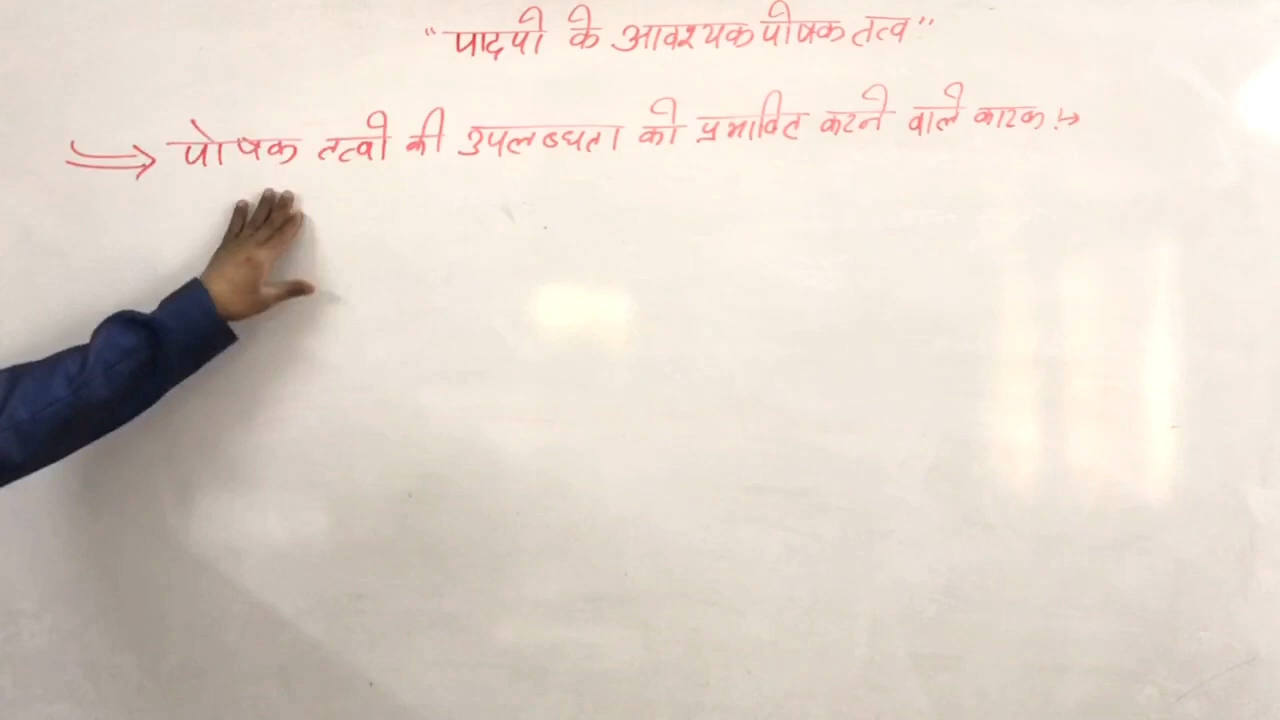 "पादपो के आवश्यक पोषक तत्व"
⇒ पोषक तत्वो की उपलब्धता को प्रभावित करने वाले कारक :→